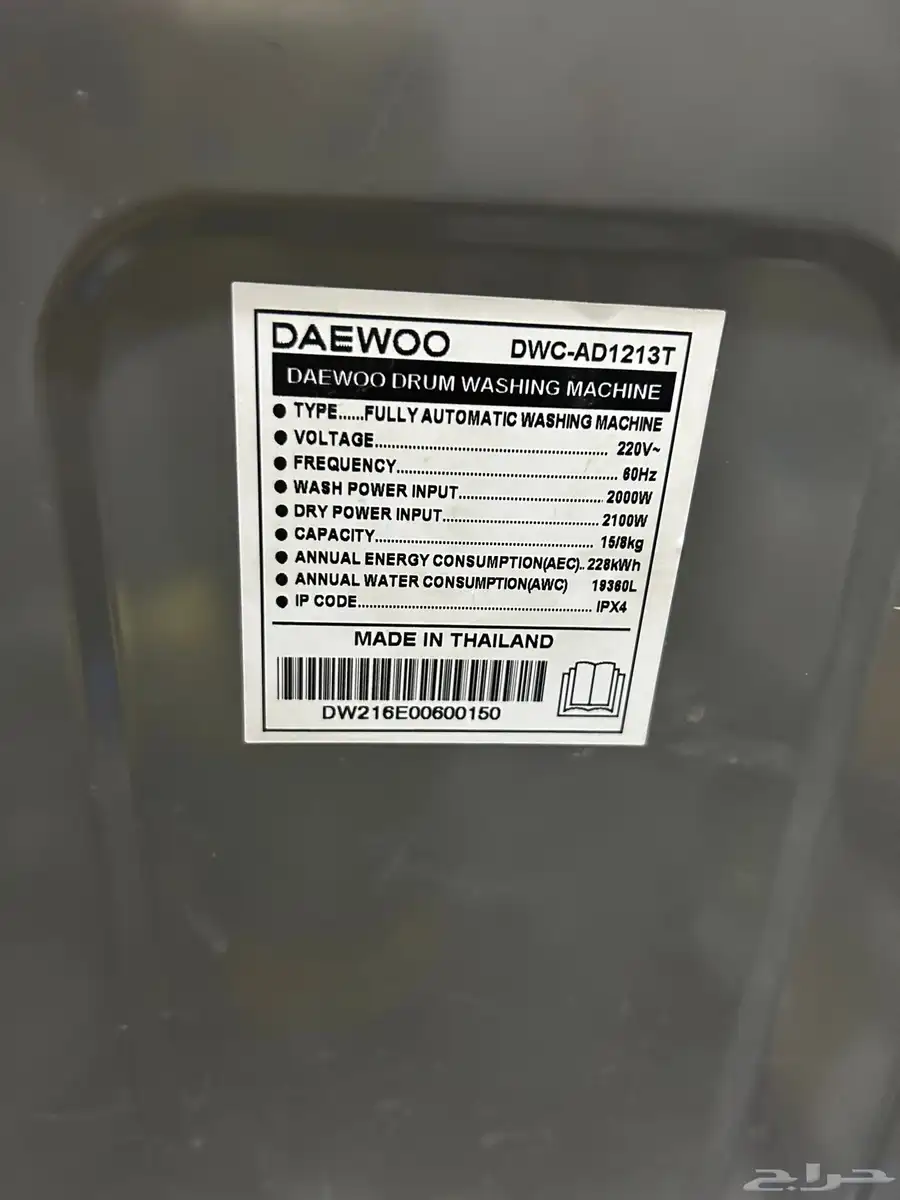 DAEWOO DWC-AD1213T
DAEWOO DRUM WASHING MACHINE
● TYPE......FULLY AUTOMATIC WASHING MACHINE
● VOLTAGE........................................................ 220V~
● FREQUENCY..................................................... 60Hz
● WASH POWER INPUT.................................. 2000W
● DRY POWER INPUT..................................... 2100W
● CAPACITY..................................................... 15/8kg
● ANNUAL ENERGY CONSUMPTION(AEC).. 228kWh
● ANNUAL WATER CONSUMPTION(AWC) 19360L
● IP CODE......................................................... IPX4
MADE IN THAILAND
DW216E00600150
حراج